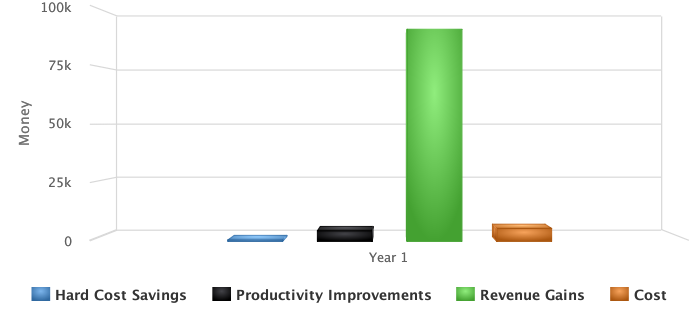 100k
75k
50k
25k
0
Money
Year 1
Hard Cost Savings Productivity Improvements Revenue Gains Cost